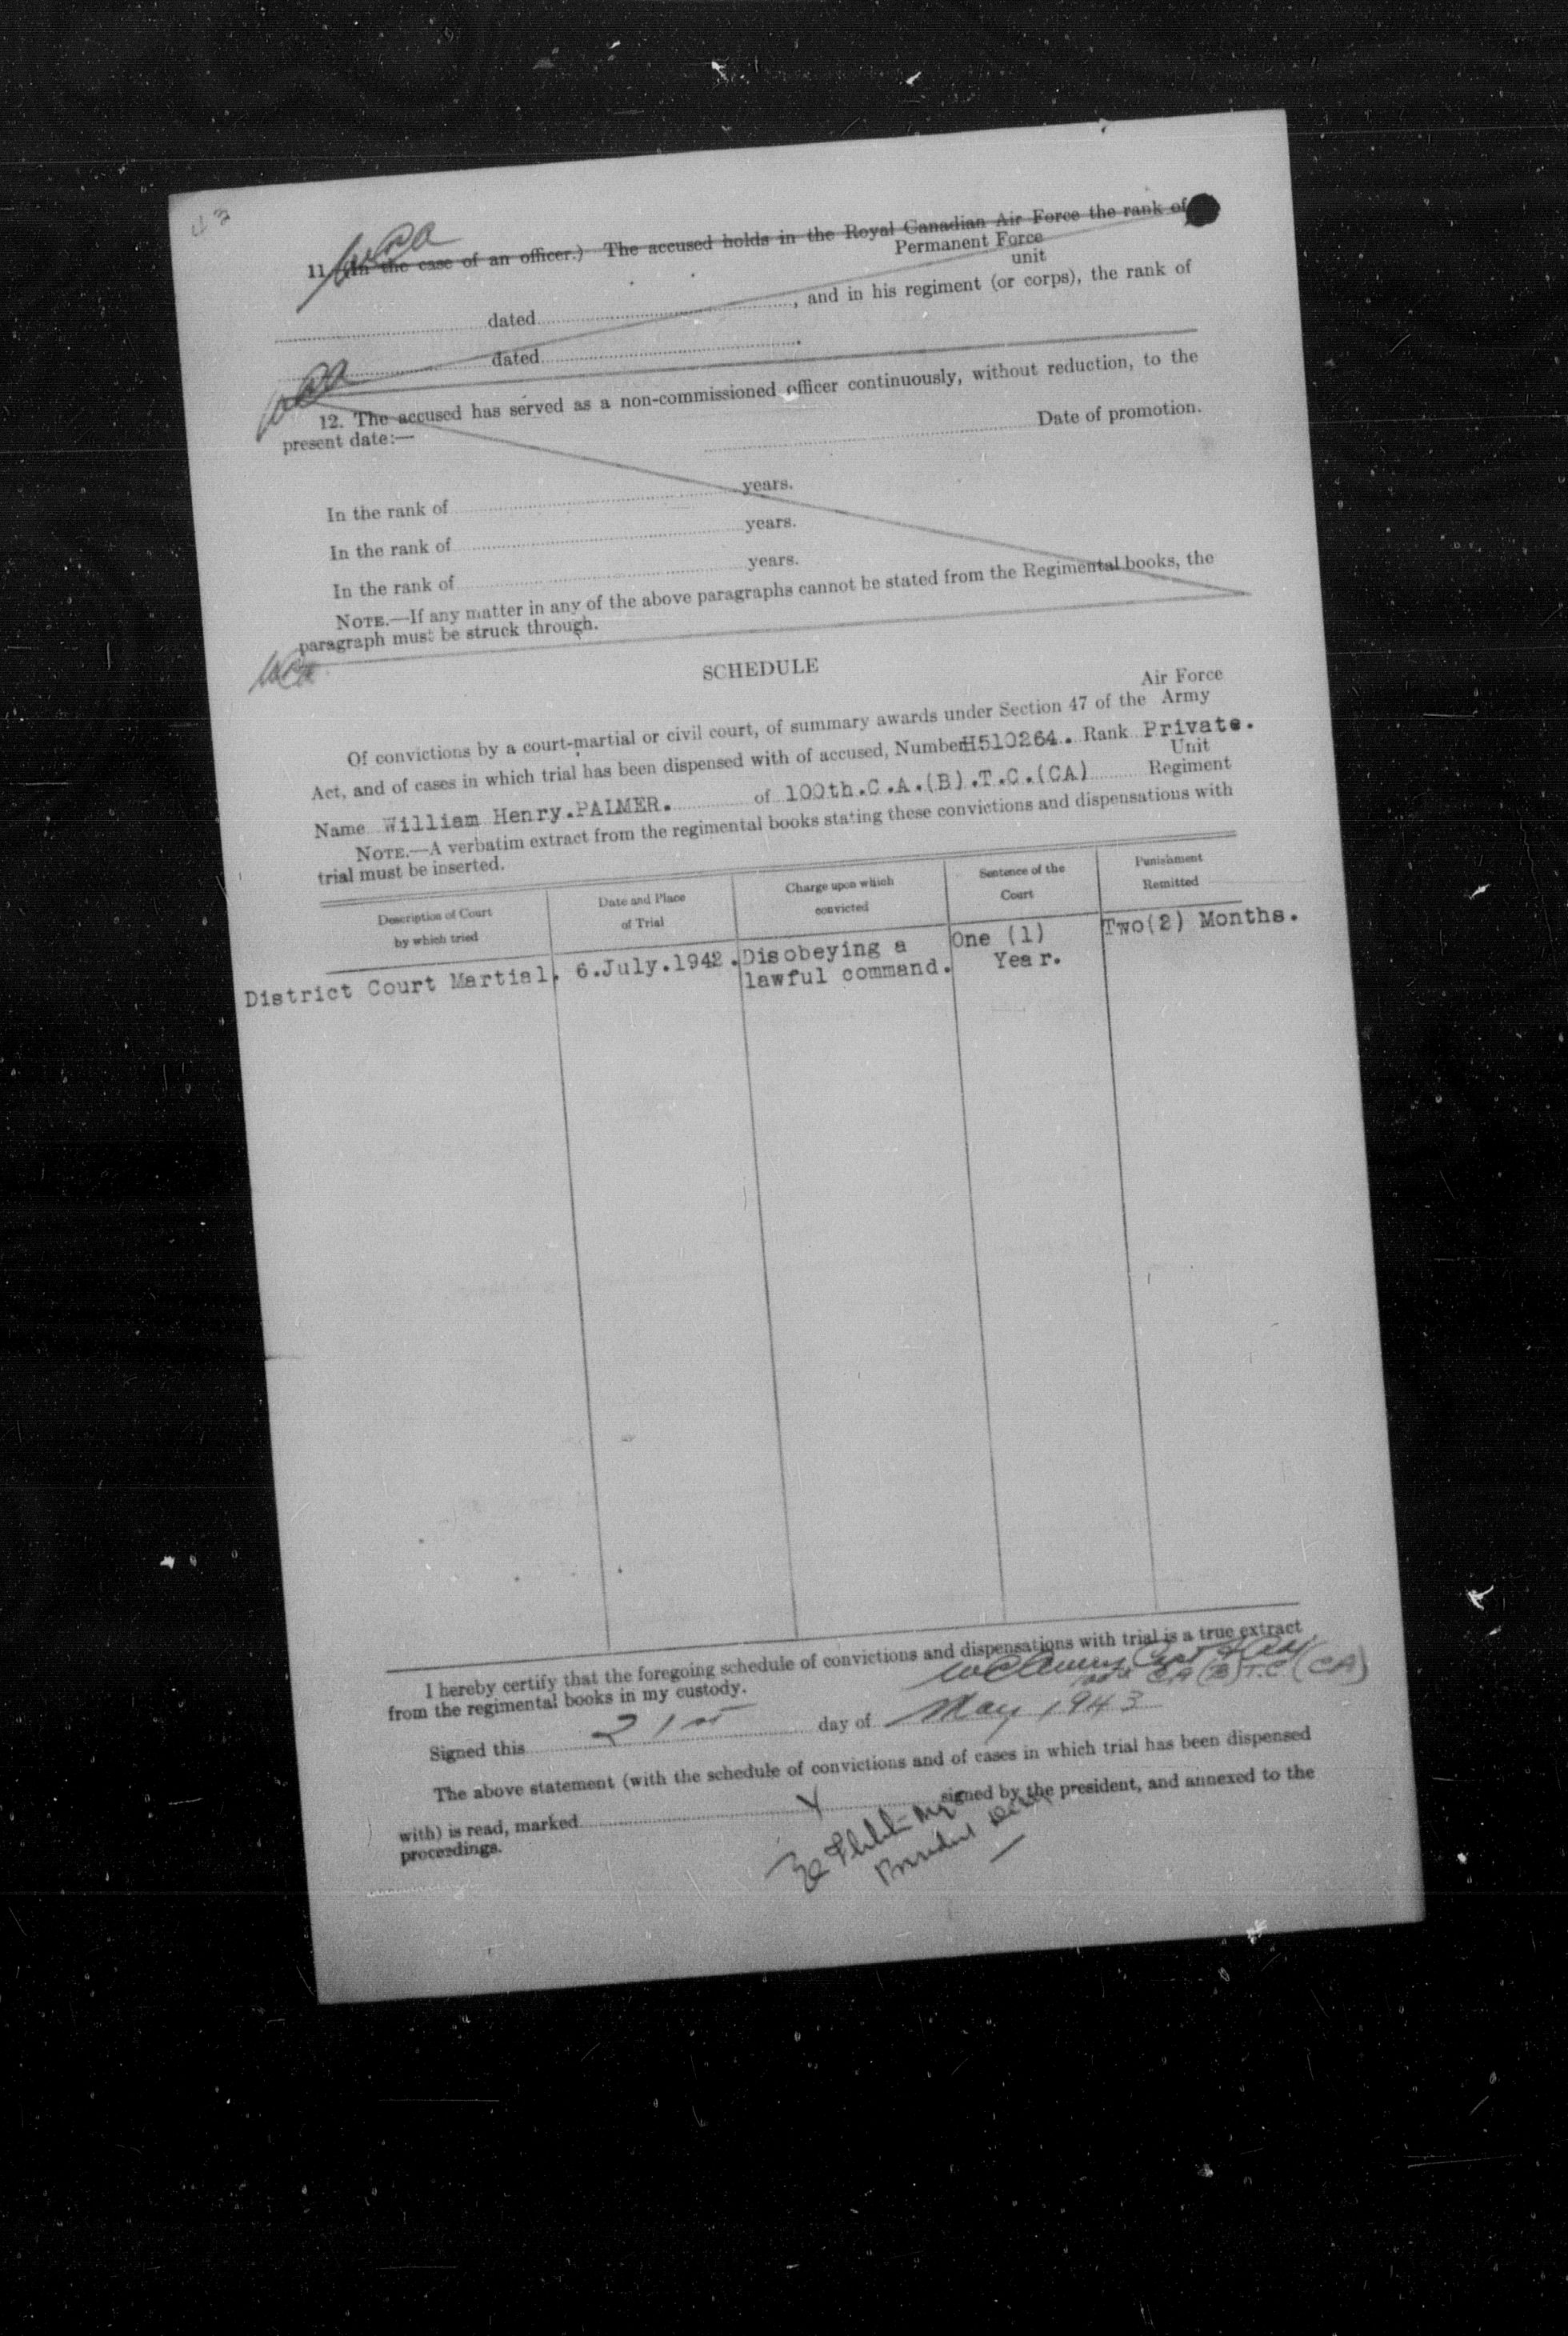 43
WCA
11. (In the case of an officer.) The accused holds in the Royal Canadian Air Force the rank of
Permanent Force
unit
dated , and in his regiment (or corps), the rank of
dated .
WCA
12. The accused has served as a non-commissioned officer continuously, without reduction, to the
present date:—
Date of promotion.
In the rank of years.
In the rank of years.
In the rank of years.
NOTE.—If any matter in any of the above paragraphs cannot be stated from the Regimental books, the
paragraph must be struck through.
WCA
SCHEDULE
Air Force
Of convictions by a court-martial or civil court, of summary awards under Section 47 of the Army
Act, and of cases in which trial has been dispensed with of accused, Number H510264. Rank Private.
Unit
Name William Henry.PALMER. of 100th.C.A.(B).T.C.(CA) Regiment
NOTE.—A verbatim extract from the regimental books stating these convictions and dispensations with
trial must be inserted.
Description of Court by which tried
Date and Place of Trial
Charge upon which convicted
Sentence of the Court
Punishment Remitted
District Court Martial. 6.July.1942. Disobeying a One (1) Two(2) Months.
lawful command. Year.
I hereby certify that the foregoing schedule of convictions and dispensations with trial is a true extract
from the regimental books in my custody.
100th CA(B)T.C.(CA)
Signed this 21st day of May 1943
The above statement (with the schedule of convictions and of cases in which trial has been dispensed
with) is read, marked Y signed by the president, and annexed to the
proceedings.
President